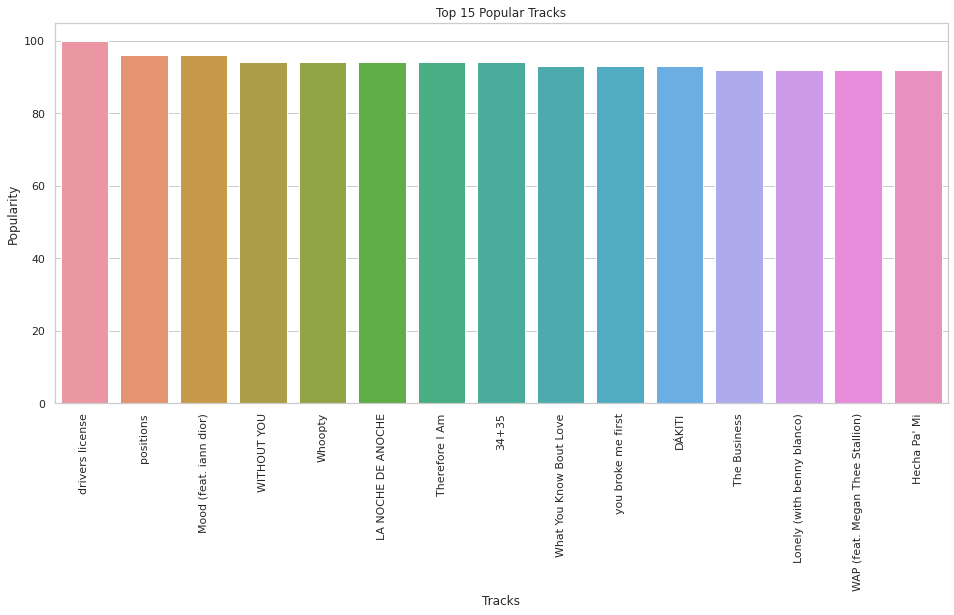 Top 15 Popular Tracks
Popularity
100
80
60
40
20
0
drivers license
positions
Mood (feat. iann dior)
WITHOUT YOU
Whoopty
LA NOCHE DE ANOCHE
Therefore I Am
34+35
What You Know Bout Love
you broke me first
DÁKITI
The Business
Lonely (with benny blanco)
WAP (feat. Megan Thee Stallion)
Hecha Pa' Mi
Tracks